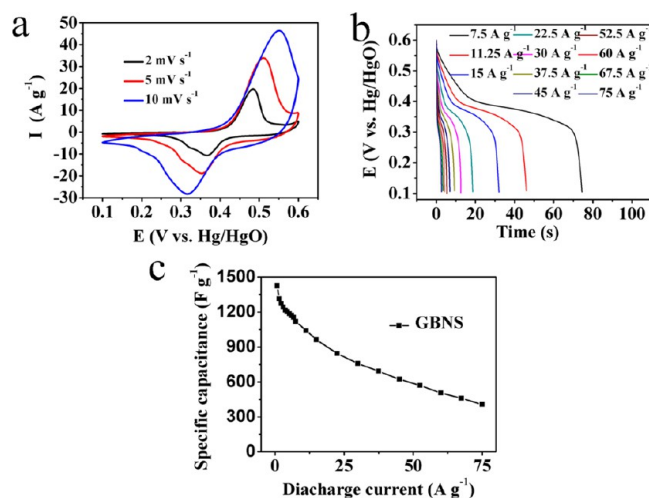 a
I (A g⁻¹)
50
40
30
20
10
0
-10
-20
-30
2 mV s⁻¹
5 mV s⁻¹
10 mV s⁻¹
0.1 0.2 0.3 0.4 0.5 0.6
E (V vs. Hg/HgO)
b
E (V vs. Hg/HgO)
0.6
0.5
0.4
0.3
0.2
0.1
7.5 A g⁻¹ 22.5 A g⁻¹ 52.5 A g⁻¹
11.25 A g⁻¹ 30 A g⁻¹ 60 A g⁻¹
15 A g⁻¹ 37.5 A g⁻¹ 67.5 A g⁻¹
45 A g⁻¹ 75 A g⁻¹
0 20 40 60 80 100
Time (s)
c
Specific capacitance (F g⁻¹)
1500
1200
900
600
300
0
GBNS
0 25 50 75
Diacharge current (A g⁻¹)